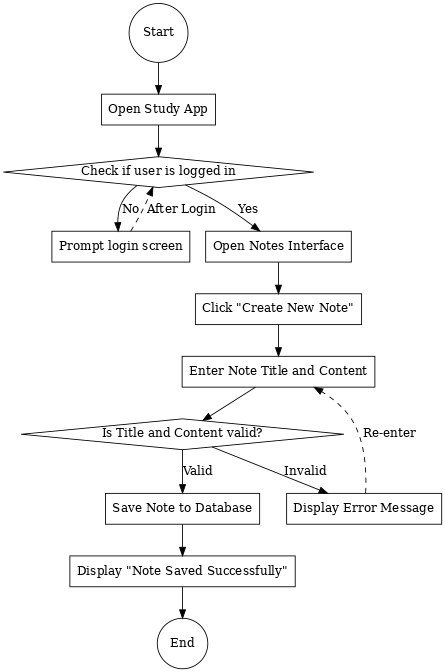 Start
Open Study App
Check if user is logged in
No
After Login
Yes
Prompt login screen
Open Notes Interface
Click "Create New Note"
Enter Note Title and Content
Is Title and Content valid?
Re-enter
Valid
Invalid
Save Note to Database
Display Error Message
Display "Note Saved Successfully"
End